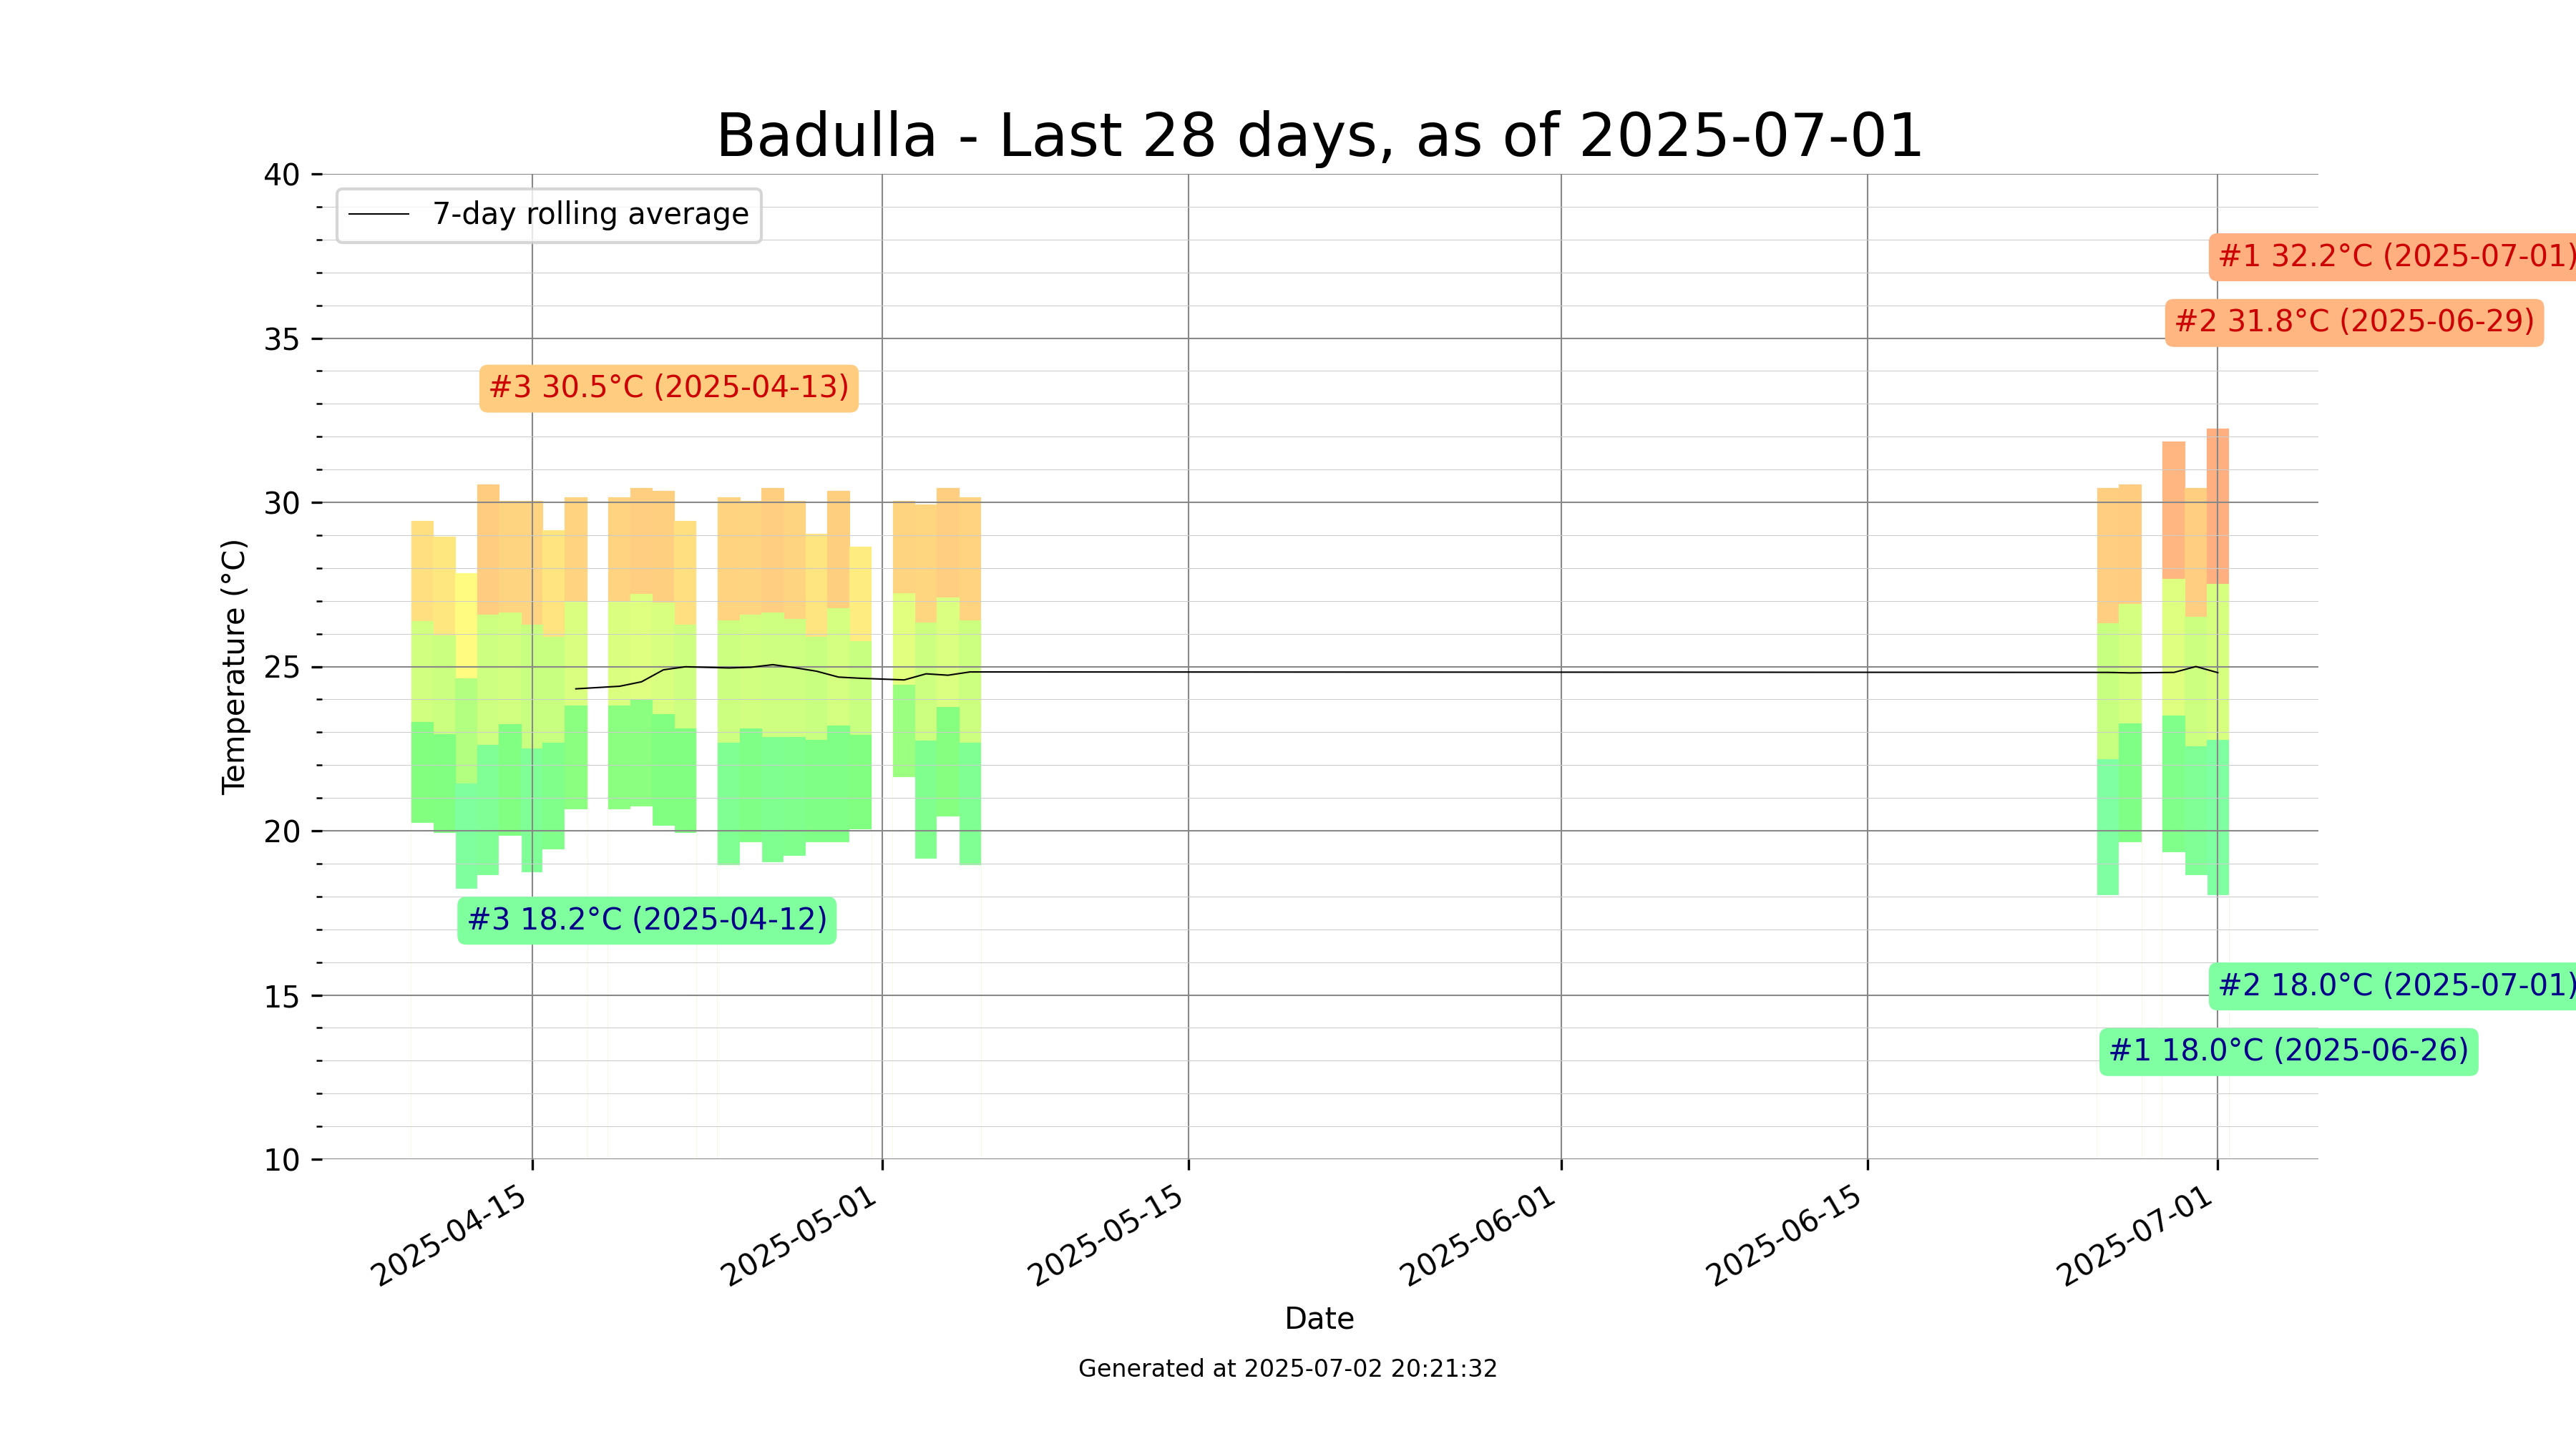 Badulla - Last 28 days, as of 2025-07-01
40
7-day rolling average
#1 32.2°C (2025-07-01)
#2 31.8°C (2025-06-29)
35
#3 30.5°C (2025-04-13)
30
Temperature (°C)
25
20
#3 18.2°C (2025-04-12)
#2 18.0°C (2025-07-01)
15
#1 18.0°C (2025-06-26)
10
2025-04-15
2025-05-01
2025-05-15
2025-06-01
2025-06-15
2025-07-01
Date
Generated at 2025-07-02 20:21:32